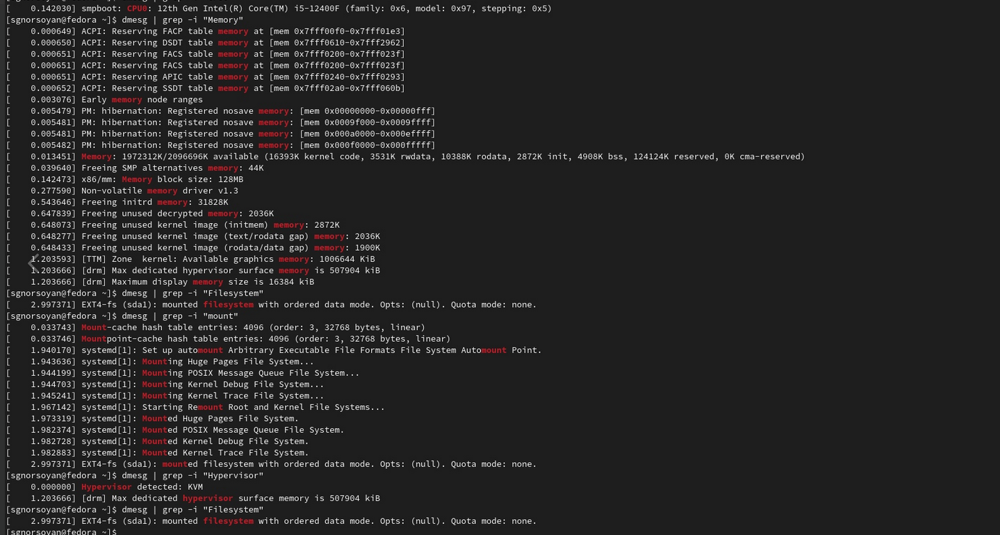 [    0.142030] smpboot: CPU0: 12th Gen Intel(R) Core(TM) i5-12400F (family: 0x6, model: 0x97, stepping: 0x5)
[sgnorsoyan@fedora ~]$ dmesg | grep -i "Memory"
[    0.000649] ACPI: Reserving FACP table memory at [mem 0x7fff00f0-0x7fff01e3]
[    0.000650] ACPI: Reserving DSDT table memory at [mem 0x7fff0610-0x7fff2962]
[    0.000651] ACPI: Reserving FACS table memory at [mem 0x7fff0200-0x7fff023f]
[    0.000651] ACPI: Reserving FACS table memory at [mem 0x7fff0200-0x7fff023f]
[    0.000651] ACPI: Reserving APIC table memory at [mem 0x7fff0240-0x7fff0293]
[    0.000652] ACPI: Reserving SSDT table memory at [mem 0x7fff02a0-0x7fff060b]
[    0.003076] Early memory node ranges
[    0.005479] PM: hibernation: Registered nosave memory: [mem 0x00000000-0x00000fff]
[    0.005481] PM: hibernation: Registered nosave memory: [mem 0x0009f000-0x0009ffff]
[    0.005481] PM: hibernation: Registered nosave memory: [mem 0x000a0000-0x000effff]
[    0.005482] PM: hibernation: Registered nosave memory: [mem 0x000f0000-0x000fffff]
[    0.013451] Memory: 1972312K/2096696K available (16393K kernel code, 3531K rwdata, 10388K rodata, 2872K init, 4908K bss, 124124K reserved, 0K cma-reserved)
[    0.039640] Freeing SMP alternatives memory: 44K
[    0.142473] x86/mm: Memory block size: 128MB
[    0.277590] Non-volatile memory driver v1.3
[    0.543646] Freeing initrd memory: 31828K
[    0.647839] Freeing unused decrypted memory: 2036K
[    0.648073] Freeing unused kernel image (initmem) memory: 2872K
[    0.648277] Freeing unused kernel image (text/rodata gap) memory: 2036K
[    0.648433] Freeing unused kernel image (rodata/data gap) memory: 1900K
[    1.203593] [TTM] Zone  kernel: Available graphics memory: 1006644 KiB
[    1.203666] [drm] Max dedicated hypervisor surface memory is 507904 kiB
[    1.203666] [drm] Maximum display memory size is 16384 kiB
[sgnorsoyan@fedora ~]$ dmesg | grep -i "Filesystem"
[    2.997371] EXT4-fs (sda1): mounted filesystem with ordered data mode. Opts: (null). Quota mode: none.
[sgnorsoyan@fedora ~]$ dmesg | grep -i "mount"
[    0.033743] Mount-cache hash table entries: 4096 (order: 3, 32768 bytes, linear)
[    0.033746] Mountpoint-cache hash table entries: 4096 (order: 3, 32768 bytes, linear)
[    1.940170] systemd[1]: Set up automount Arbitrary Executable File Formats File System Automount Point.
[    1.943636] systemd[1]: Mounting Huge Pages File System...
[    1.944199] systemd[1]: Mounting POSIX Message Queue File System...
[    1.944703] systemd[1]: Mounting Kernel Debug File System...
[    1.945241] systemd[1]: Mounting Kernel Trace File System...
[    1.967142] systemd[1]: Starting Remount Root and Kernel File Systems...
[    1.973319] systemd[1]: Mounted Huge Pages File System.
[    1.982374] systemd[1]: Mounted POSIX Message Queue File System.
[    1.982728] systemd[1]: Mounted Kernel Debug File System.
[    1.982883] systemd[1]: Mounted Kernel Trace File System.
[    2.997371] EXT4-fs (sda1): mounted filesystem with ordered data mode. Opts: (null). Quota mode: none.
[sgnorsoyan@fedora ~]$ dmesg | grep -i "Hypervisor"
[    0.000000] Hypervisor detected: KVM
[    1.203666] [drm] Max dedicated hypervisor surface memory is 507904 kiB
[sgnorsoyan@fedora ~]$ dmesg | grep -i "Filesystem"
[    2.997371] EXT4-fs (sda1): mounted filesystem with ordered data mode. Opts: (null). Quota mode: none.
[sgnorsoyan@fedora ~]$